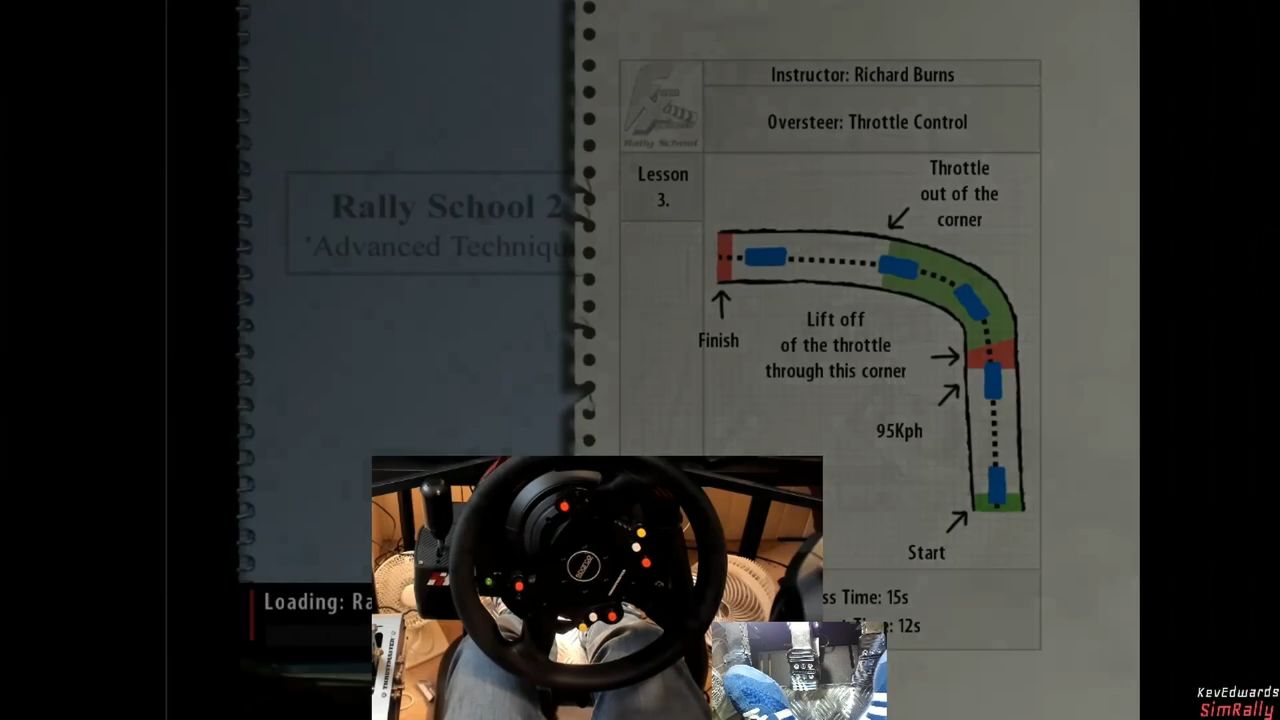 Instructor: Richard Burns
Oversteer: Throttle Control
Rally School
Lesson
3.
Rally School 2
'Advanced Techniqu
Throttle
out of the
corner
Finish
Lift off
of the throttle
through this corner
95Kph
Start
Loading: Ra
ss Time: 15s
: 12s
THRUSTMASTER
SPARCO
KevEdwards
SimRally